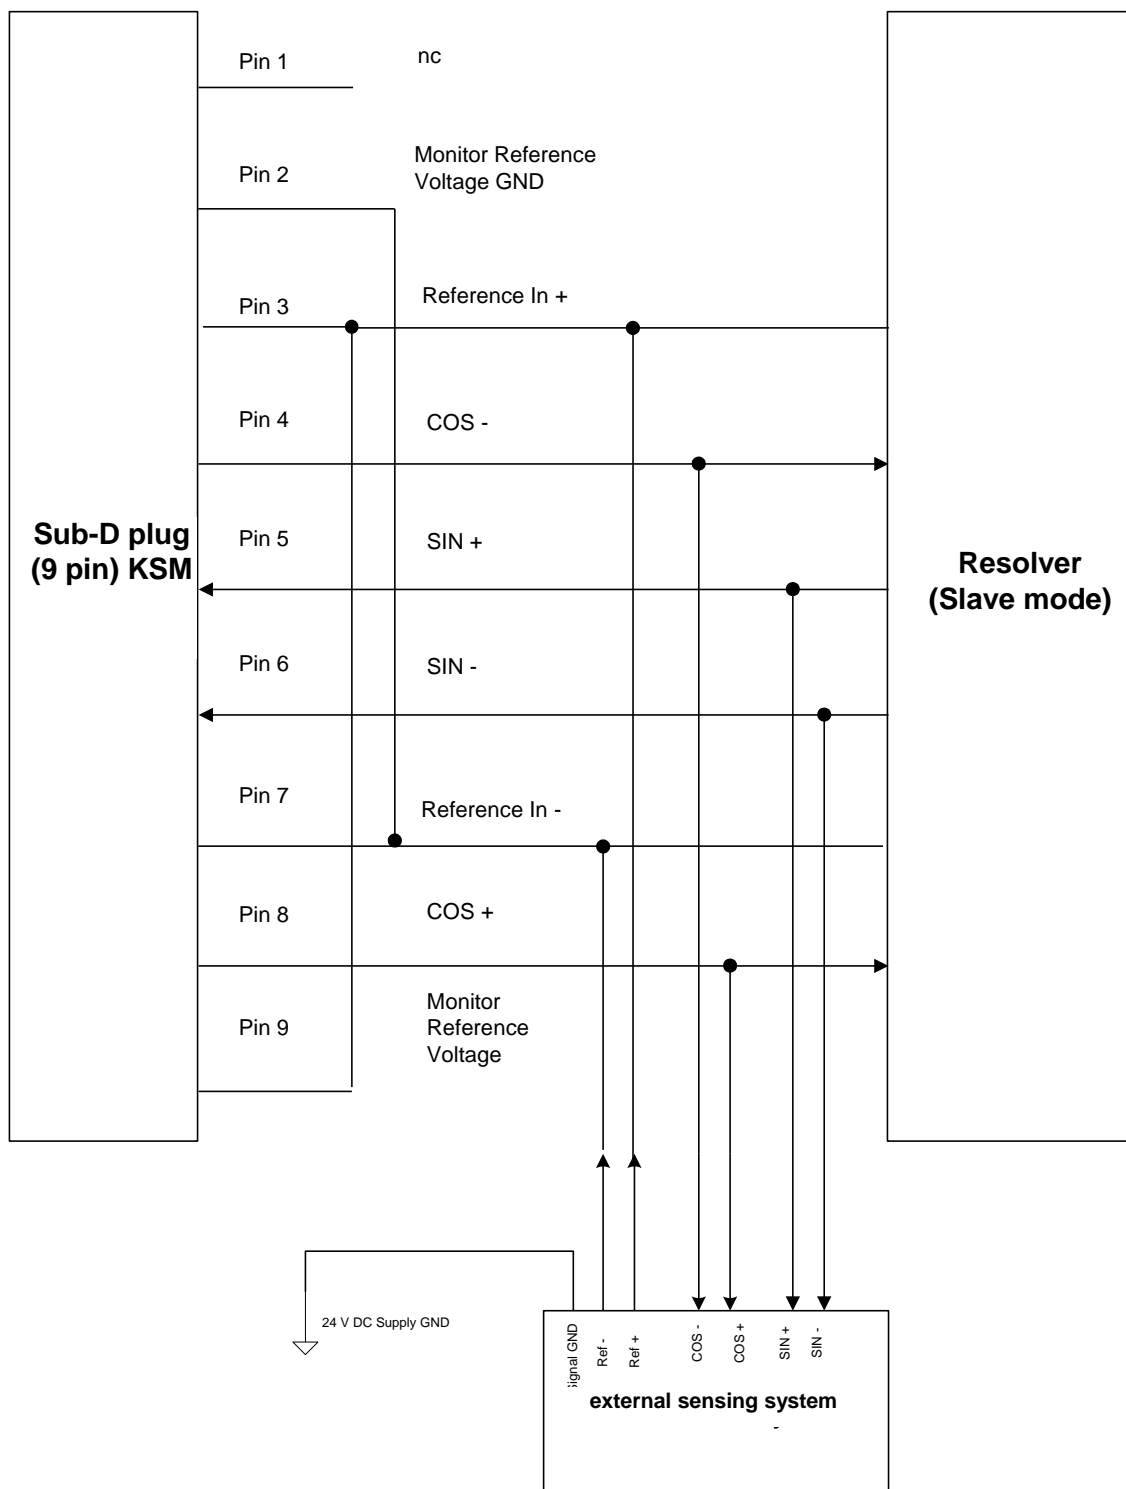 Pin 1
nc
Pin 2
Monitor Reference
Voltage GND
Pin 3
Reference In +
Pin 4
COS -
Sub-D plug
(9 pin) KSM
Pin 5
SIN +
Resolver
(Slave mode)
Pin 6
SIN -
Pin 7
Reference In -
Pin 8
COS +
Pin 9
Monitor
Reference
Voltage
24 V DC Supply GND
Signal GND
Ref -
Ref +
COS -
COS +
SIN +
SIN -
external sensing system